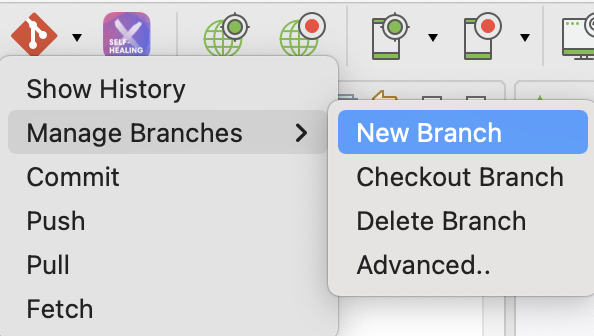 SELF-
HEALING
Show History
Manage Branches
Commit
Push
Pull
Fetch
New Branch
Checkout Branch
Delete Branch
Advanced..